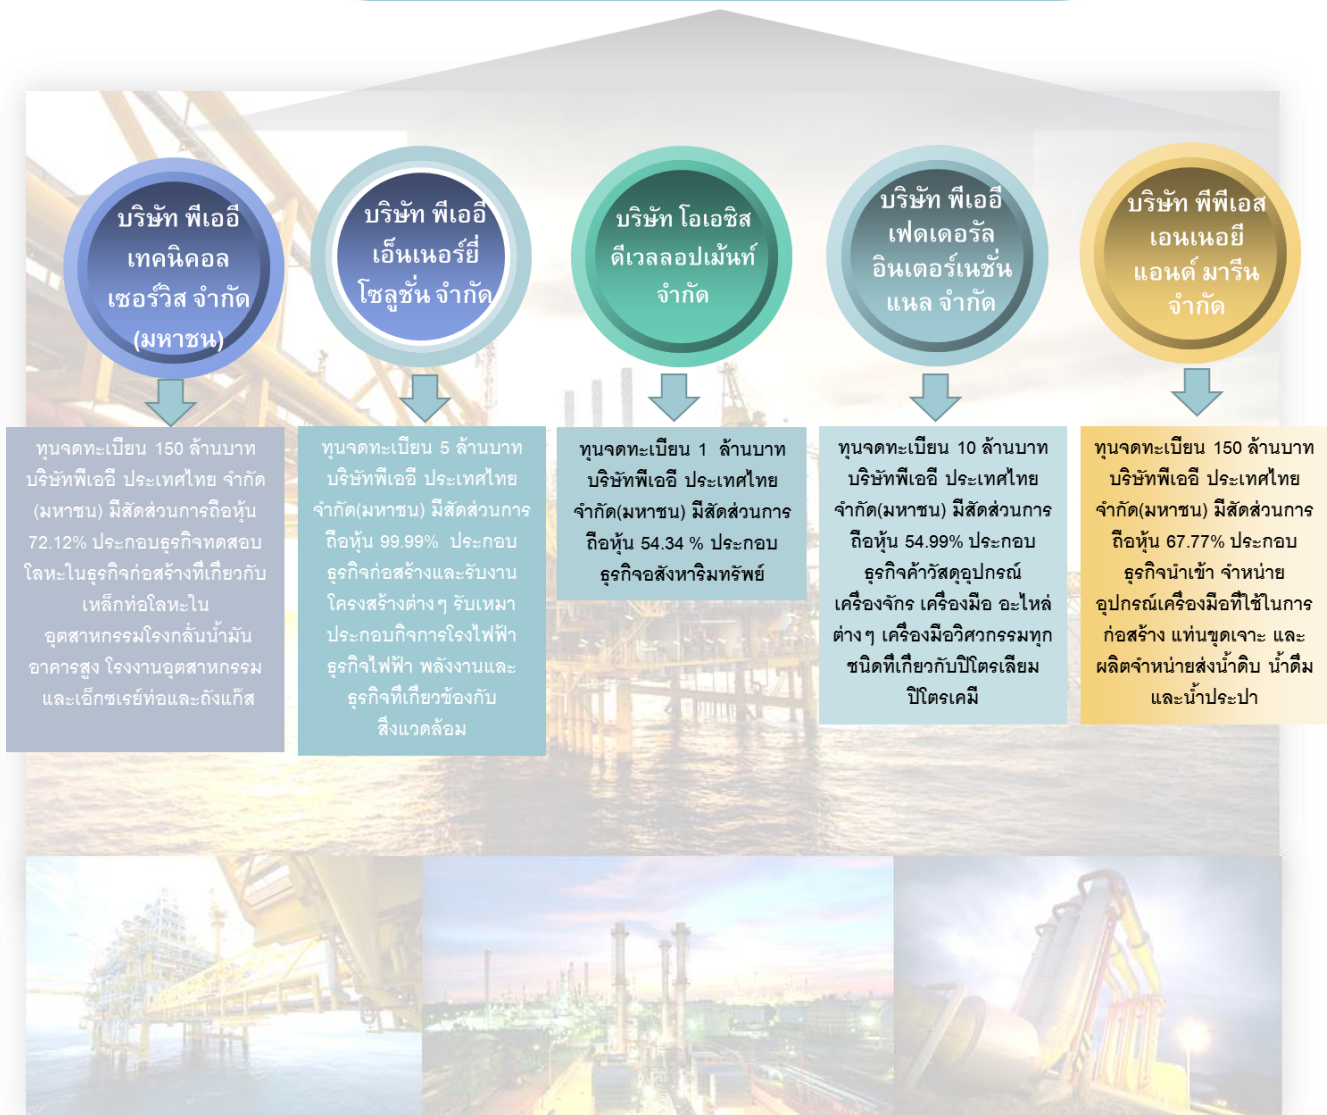 บริษัท พีเออี
เทคนิคอล
เซอร์วิส จำกัด
(มหาชน)
ทุนจดทะเบียน 150 ล้านบาท
บริษัทพีเออี ประเทศไทย จำกัด
(มหาชน) มีสัดส่วนการถือหุ้น
72.12% ประกอบธุรกิจทดสอบ
โลหะในธุรกิจก่อสร้างที่เกี่ยวกับ
เหล็กท่อโลหะใน
อุตสาหกรรมโรงกลั่นน้ำมัน
อาคารสูง โรงงานอุตสาหกรรม
และเอ็กซเรย์ท่อและถังแก๊ส
บริษัท พีเออี
เอ็นเนอร์ยี่
โซลูชั่น จำกัด
ทุนจดทะเบียน 5 ล้านบาท
บริษัทพีเออี ประเทศไทย
จำกัด(มหาชน) มีสัดส่วนการ
ถือหุ้น 99.99% ประกอบ
ธุรกิจก่อสร้างและรับงาน
โครงสร้างต่างๆ รับเหมา
ประกอบกิจการโรงไฟฟ้า
ธุรกิจไฟฟ้า พลังงานและ
ธุรกิจที่เกี่ยวข้องกับ
สิ่งแวดล้อม
บริษัท โอเอซิส
ดีเวลลอปเม้นท์
จำกัด
ทุนจดทะเบียน 1 ล้านบาท
บริษัทพีเออี ประเทศไทย
จำกัด(มหาชน) มีสัดส่วนการ
ถือหุ้น 54.34 % ประกอบ
ธุรกิจอสังหาริมทรัพย์
บริษัท พีเออี
เฟดเดอรัล
อินเตอร์เนชั่น
แนล จำกัด
ทุนจดทะเบียน 10 ล้านบาท
บริษัทพีเออี ประเทศไทย
จำกัด(มหาชน) มีสัดส่วนการ
ถือหุ้น 54.99% ประกอบ
ธุรกิจค้าวัสดุอุปกรณ์
เครื่องจักร เครื่องมือ อะไหล่
ต่างๆ เครื่องมือวิศวกรรมทุก
ชนิดที่เกี่ยวกับปิโตรเลียม
ปิโตรเคมี
บริษัท พีพีเอส
เอนเนอยี
แอนด์ มารีน
จำกัด
ทุนจดทะเบียน 150 ล้านบาท
บริษัทพีเออี ประเทศไทย
จำกัด(มหาชน) มีสัดส่วนการ
ถือหุ้น 67.77% ประกอบ
ธุรกิจนำเข้า จำหน่าย
อุปกรณ์เครื่องมือที่ใช้ในการ
ก่อสร้าง แท่นขุดเจาะ และ
ผลิตจำหน่ายส่งน้ำดิบ น้ำดื่ม
และน้ำประปา